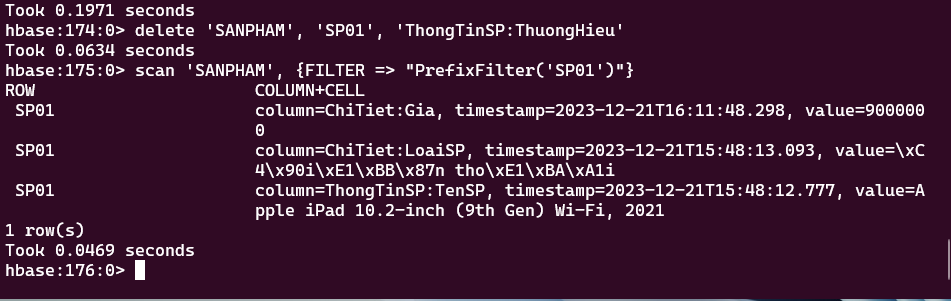 Took 0.1971 seconds
hbase:174:0> delete 'SANPHAM', 'SP01', 'ThongTinSP:ThuongHieu'
Took 0.0634 seconds
hbase:175:0> scan 'SANPHAM', {FILTER => "PrefixFilter('SP01')"}
ROW                     COLUMN+CELL
 SP01                   column=ChiTiet:Gia, timestamp=2023-12-21T16:11:48.298, value=900000
                        0
 SP01                   column=ChiTiet:LoaiSP, timestamp=2023-12-21T15:48:13.093, value=\xC
                        4\x90i\xE1\xBB\x87n tho\xE1\xBA\xA1i
 SP01                   column=ThongTinSP:TenSP, timestamp=2023-12-21T15:48:12.777, value=A
                        pple iPad 10.2-inch (9th Gen) Wi-Fi, 2021
1 row(s)
Took 0.0469 seconds
hbase:176:0>